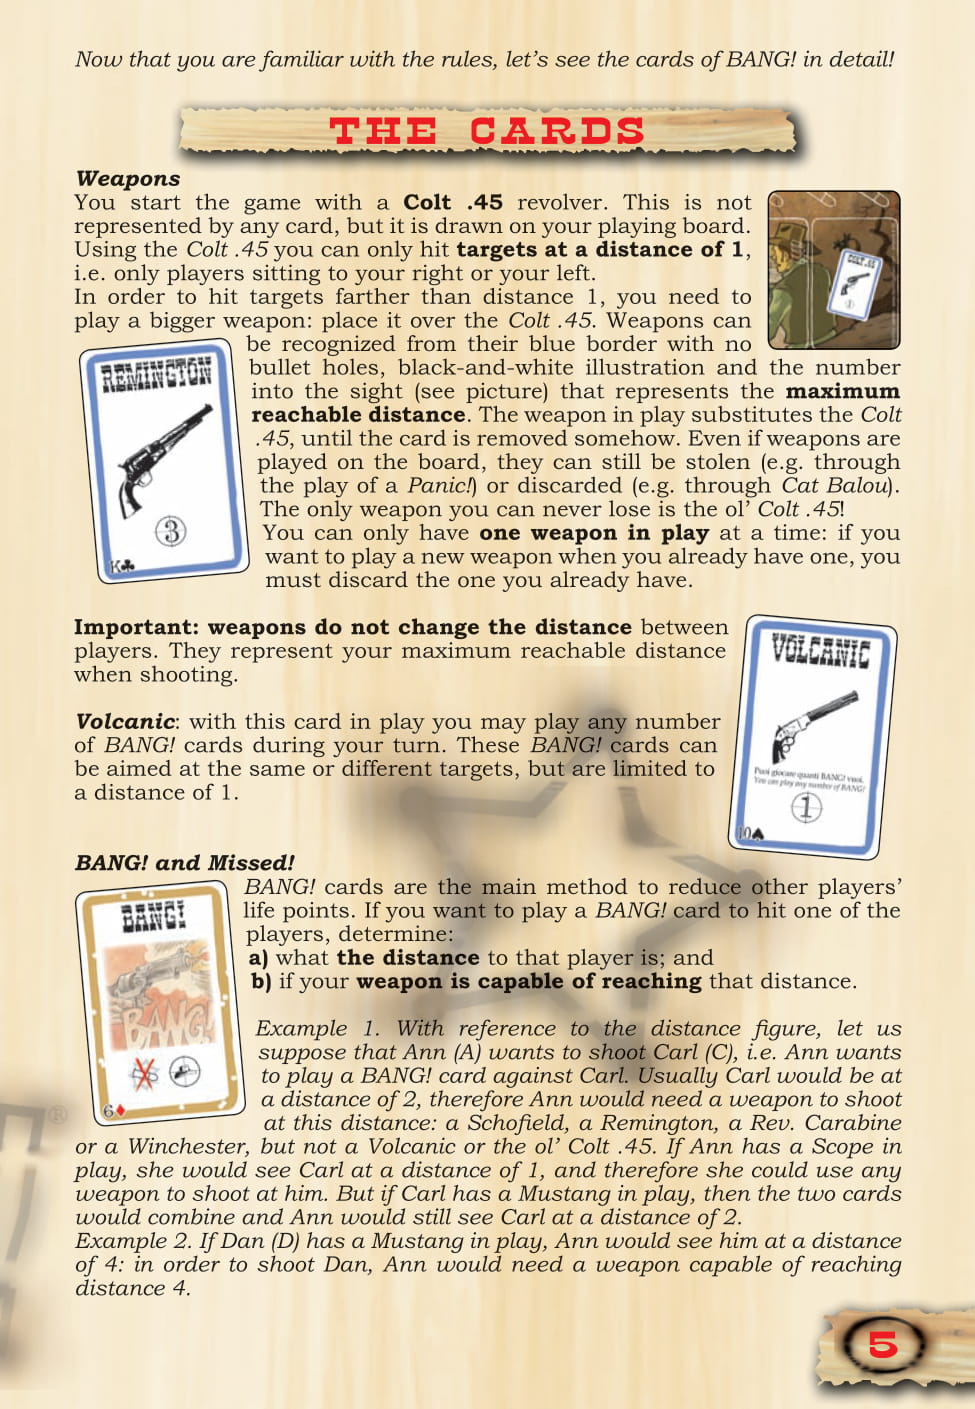 Now that you are familiar with the rules, let's see the cards of BANG! in detail!
THE CARDS
Weapons
You start the game with a Colt .45 revolver. This is not
represented by any card, but it is drawn on your playing board.
Using the Colt .45 you can only hit targets at a distance of 1,
i.e. only players sitting to your right or your left.
In order to hit targets farther than distance 1, you need to
play a bigger weapon: place it over the Colt .45. Weapons can
be recognized from their blue border with no
bullet holes, black-and-white illustration and the number
into the sight (see picture) that represents the maximum
reachable distance. The weapon in play substitutes the Colt
.45, until the card is removed somehow. Even if weapons are
played on the board, they can still be stolen (e.g. through
the play of a Panic!) or discarded (e.g. through Cat Balou).
The only weapon you can never lose is the ol' Colt .45!
You can only have one weapon in play at a time: if you
want to play a new weapon when you already have one, you
must discard the one you already have.
COLT .45
1
REMINGTON
3
K♣
Important: weapons do not change the distance between
players. They represent your maximum reachable distance
when shooting.
Volcanic: with this card in play you may play any number
of BANG! cards during your turn. These BANG! cards can
be aimed at the same or different targets, but are limited to
a distance of 1.
VOLCANIC
Puoi giocare quanti BANG! vuoi.
You can play any number of BANG!
1
10♠
BANG! and Missed!
BANG! cards are the main method to reduce other players'
life points. If you want to play a BANG! card to hit one of the
players, determine:
a) what the distance to that player is; and
b) if your weapon is capable of reaching that distance.
BANG!
BANG!
6♦
Example 1. With reference to the distance figure, let us
suppose that Ann (A) wants to shoot Carl (C), i.e. Ann wants
to play a BANG! card against Carl. Usually Carl would be at
a distance of 2, therefore Ann would need a weapon to shoot
at this distance: a Schofield, a Remington, a Rev. Carabine
or a Winchester, but not a Volcanic or the ol' Colt .45. If Ann has a Scope in
play, she would see Carl at a distance of 1, and therefore she could use any
weapon to shoot at him. But if Carl has a Mustang in play, then the two cards
would combine and Ann would still see Carl at a distance of 2.
Example 2. If Dan (D) has a Mustang in play, Ann would see him at a distance
of 4: in order to shoot Dan, Ann would need a weapon capable of reaching
distance 4.
®
5